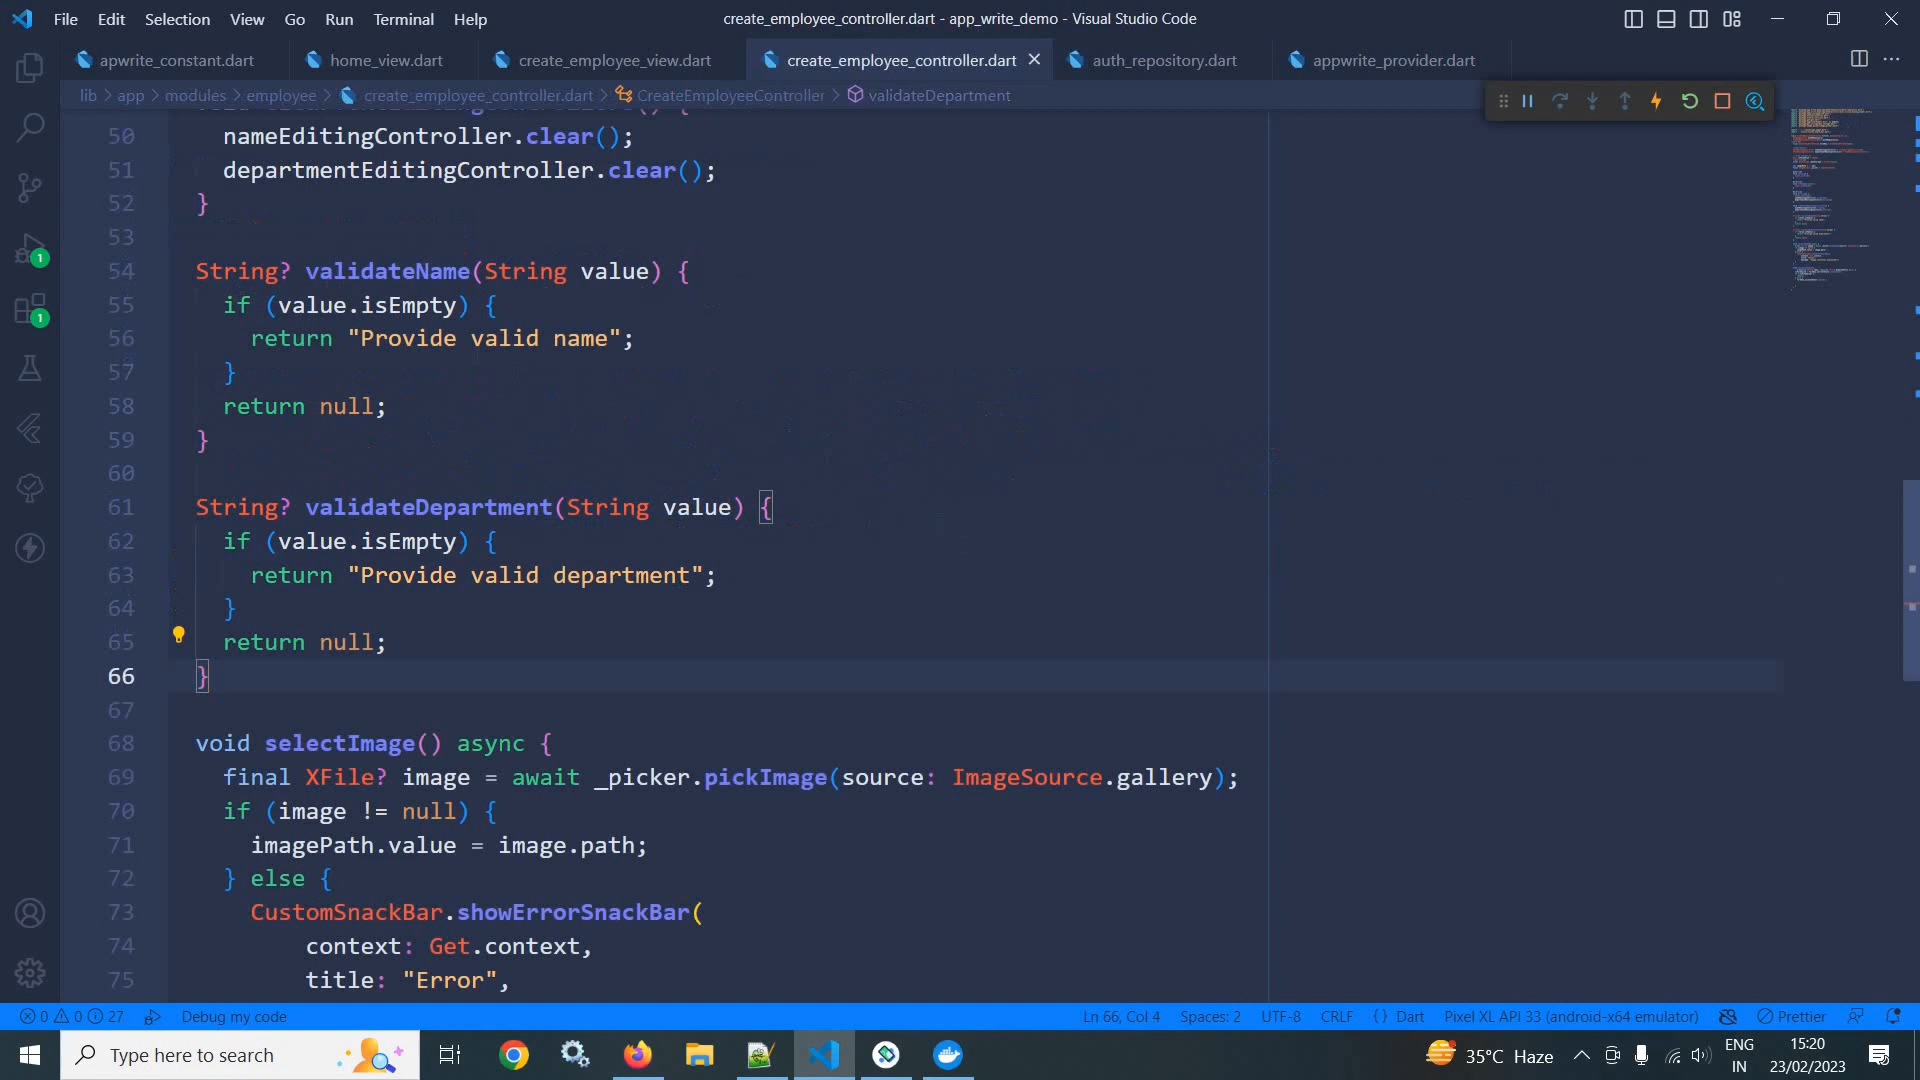 File Edit Selection View Go Run Terminal Help
create_employee_controller.dart - app_write_demo - Visual Studio Code
apwrite_constant.dart home_view.dart create_employee_view.dart create_employee_controller.dart auth_repository.dart appwrite_provider.dart
lib > app > modules > employee > create_employee_controller.dart > CreateEmployeeController > validateDepartment
50 nameEditingController.clear();
51 departmentEditingController.clear();
52 }
53
54 String? validateName(String value) {
55 if (value.isEmpty) {
56 return "Provide valid name";
57 }
58 return null;
59 }
60
61 String? validateDepartment(String value) {
62 if (value.isEmpty) {
63 return "Provide valid department";
64 }
65 return null;
66 }
67
68 void selectImage() async {
69 final XFile? image = await _picker.pickImage(source: ImageSource.gallery);
70 if (image != null) {
71 imagePath.value = image.path;
72 } else {
73 CustomSnackBar.showErrorSnackBar(
74 context: Get.context,
75 title: "Error",
1
1
0 0 27 Debug my code Ln 66, Col 4 Spaces: 2 UTF-8 CRLF {} Dart Pixel XL API 33 (android-x64 emulator) Prettier
Type here to search
35°C Haze
ENG
IN
15:20
23/02/2023